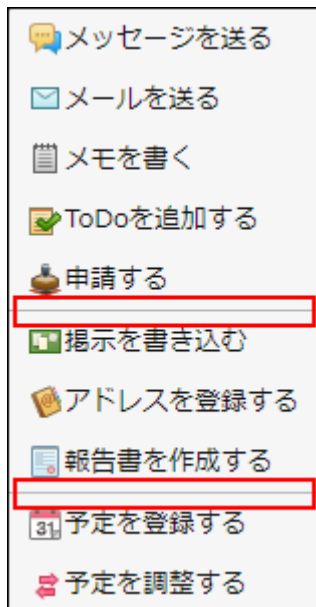 メッセージを送る
メールを送る
メモを書く
ToDoを追加する
申請する
掲示を書き込む
アドレスを登録する
報告書を作成する
31 予定を登録する
予定を調整する